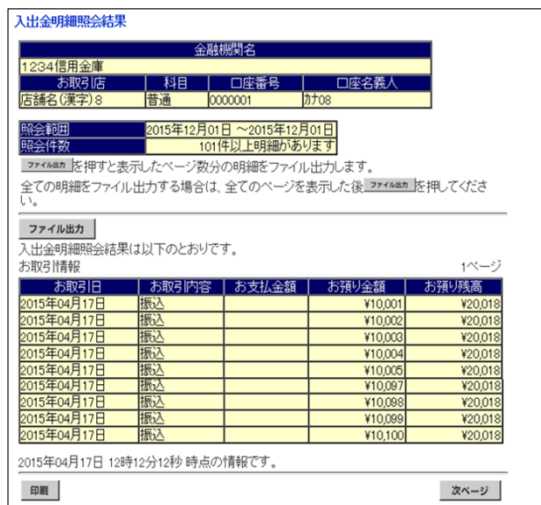 入出金明細照会結果
金融機関名
1234信用金庫
お取引店 科目 口座番号 口座名義人
店舗名(漢字)8 普通 0000001 カナ08
照会範囲 2015年12月01日 ～2015年12月01日
照会件数 101件以上明細があります
ファイル出力 を押すと表示したページ数分の明細をファイル出力します。
全ての明細をファイル出力する場合は、全てのページを表示した後 ファイル出力 を押してくださ
い。
ファイル出力
入出金明細照会結果は以下のとおりです。
お取引情報 1ページ
お取引日 お取引内容 お支払金額 お預り金額 お預り残高
2015年04月17日 振込 ¥10,001 ¥20,018
2015年04月17日 振込 ¥10,002 ¥20,018
2015年04月17日 振込 ¥10,003 ¥20,018
2015年04月17日 振込 ¥10,004 ¥20,018
2015年04月17日 振込 ¥10,005 ¥20,018
2015年04月17日 振込 ¥10,097 ¥20,018
2015年04月17日 振込 ¥10,098 ¥20,018
2015年04月17日 振込 ¥10,099 ¥20,018
2015年04月17日 振込 ¥10,100 ¥20,018
2015年04月17日 12時12分12秒 時点の情報です。
印刷 次ページ